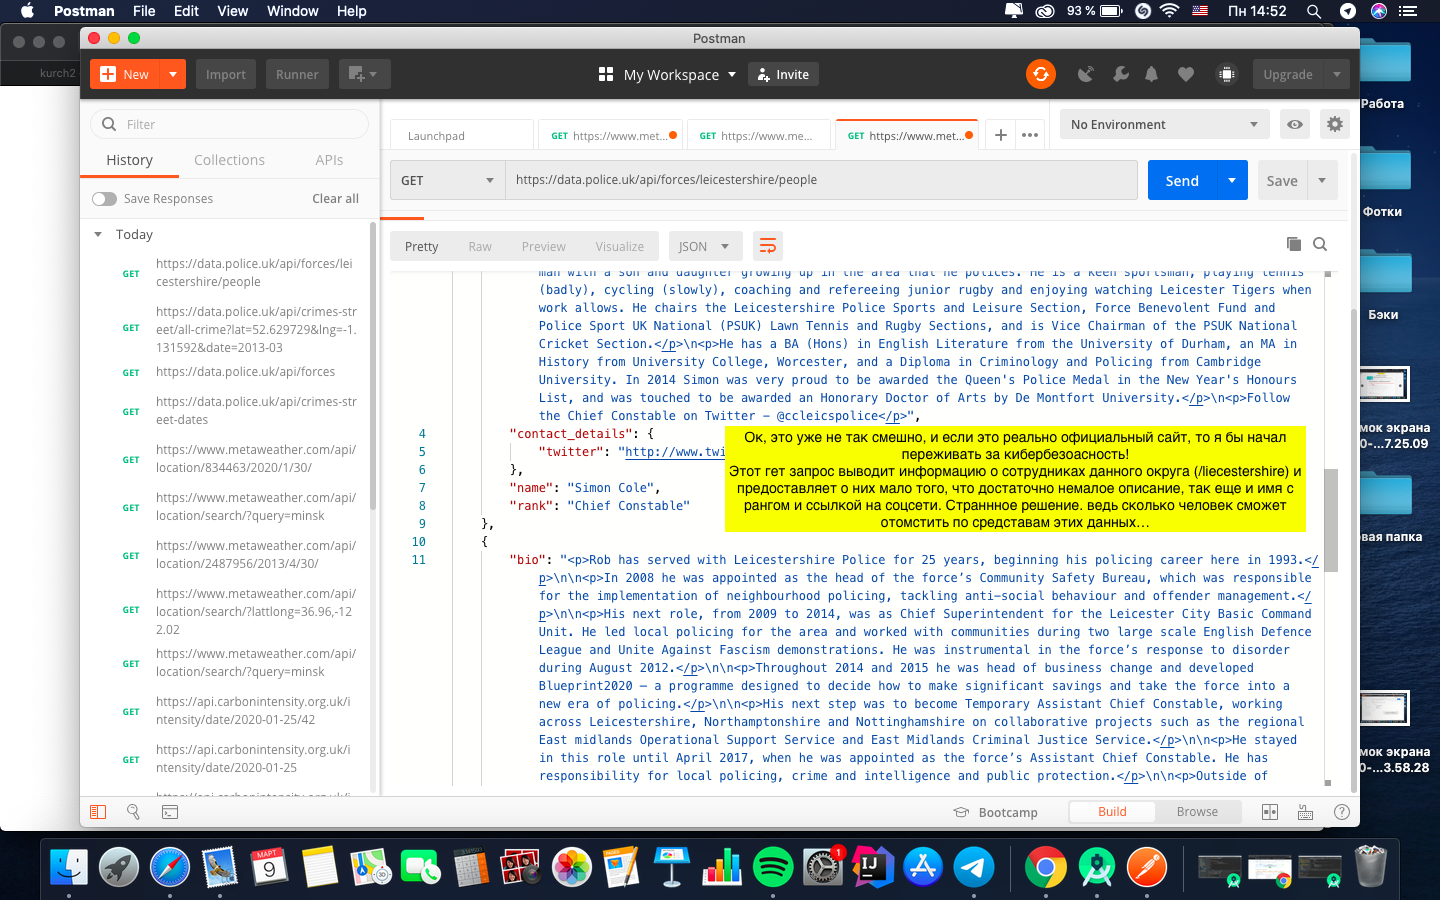 Postman File Edit View Window Help 93 % Пн 14:52
Postman
kurch2
New Import Runner My Workspace Invite Upgrade
Работа
Filter
Launchpad GET https://www.met... GET https://www.me... GET https://www.met... No Environment
History Collections APIs
GET https://data.police.uk/api/forces/leicestershire/people Send Save
Save Responses Clear all
Фотки
Today
Pretty Raw Preview Visualize JSON
GET https://data.police.uk/api/forces/lei
cestershire/people
GET https://data.police.uk/api/crimes-str
eet/all-crime?lat=52.629729&lng=-1.
131592&date=2013-03
GET https://data.police.uk/api/forces
GET https://data.police.uk/api/crimes-str
eet-dates
GET https://www.metaweather.com/api/
location/834463/2020/1/30/
GET https://www.metaweather.com/api/
location/search/?query=minsk
GET https://www.metaweather.com/api/
location/2487956/2013/4/30/
GET https://www.metaweather.com/api/
location/search/?lattlong=36.96,-12
2.02
GET https://www.metaweather.com/api/
location/search/?query=minsk
GET https://api.carbonintensity.org.uk/i
ntensity/date/2020-01-25/42
GET https://api.carbonintensity.org.uk/i
ntensity/date/2020-01-25
man with a son and daughter growing up in the area that he polices. He is a keen sportsman, playing tennis
(badly), cycling (slowly), coaching and refereeing junior rugby and enjoying watching Leicester Tigers when
work allows. He chairs the Leicestershire Police Sports and Leisure Section, Force Benevolent Fund and
Police Sport UK National (PSUK) Lawn Tennis and Rugby Sections, and is Vice Chairman of the PSUK National
Cricket Section.</p>\n<p>He has a BA (Hons) in English Literature from the University of Durham, an MA in
History from University College, Worcester, and a Diploma in Criminology and Policing from Cambridge
University. In 2014 Simon was very proud to be awarded the Queen's Police Medal in the New Year's Honours
List, and was touched to be awarded an Honorary Doctor of Arts by De Montfort University.</p>\n<p>Follow
the Chief Constable on Twitter – @ccleicspolice</p>",
4 "contact_details": {
5 "twitter": "http://www.twi
6 },
7 "name": "Simon Cole",
8 "rank": "Chief Constable"
9 },
10 {
Ок, это уже не так смешно, и если это реально официальный сайт, то я бы начал
переживать за кибербезоасность!
Этот гет запрос выводит информацию о сотрудниках данного округа (/liecestershire) и
предоставляет о них мало того, что достаточно немалое описание, так еще и имя с
рангом и ссылкой на соцсети. Страннное решение. ведь сколько человек сможет
отомстить по средставам этих данных…
11 "bio": "<p>Rob has served with Leicestershire Police for 25 years, beginning his policing career here in 1993.</
p>\n\n<p>In 2008 he was appointed as the head of the force’s Community Safety Bureau, which was responsible
for the implementation of neighbourhood policing, tackling anti-social behaviour and offender management.</
p>\n\n<p>His next role, from 2009 to 2014, was as Chief Superintendent for the Leicester City Basic Command
Unit. He led local policing for the area and worked with communities during two large scale English Defence
League and Unite Against Fascism demonstrations. He was instrumental in the force’s response to disorder
during August 2012.</p>\n\n<p>Throughout 2014 and 2015 he was head of business change and developed
Blueprint2020 – a programme designed to decide how to make significant savings and take the force into a
new era of policing.</p>\n\n<p>His next step was to become Temporary Assistant Chief Constable, working
across Leicestershire, Northamptonshire and Nottinghamshire on collaborative projects such as the regional
East midlands Operational Support Service and East Midlands Criminal Justice Service.</p>\n\n<p>He stayed
in this role until April 2017, when he was appointed as the force’s Assistant Chief Constable. He has
responsibility for local policing, crime and intelligence and public protection.</p>\n\n<p>Outside of
Бэки
мок экрана
0-...7.25.09
овая папка
мок экрана
0-...3.58.28
Bootcamp Build Browse
МАРТ
9
1
IJ